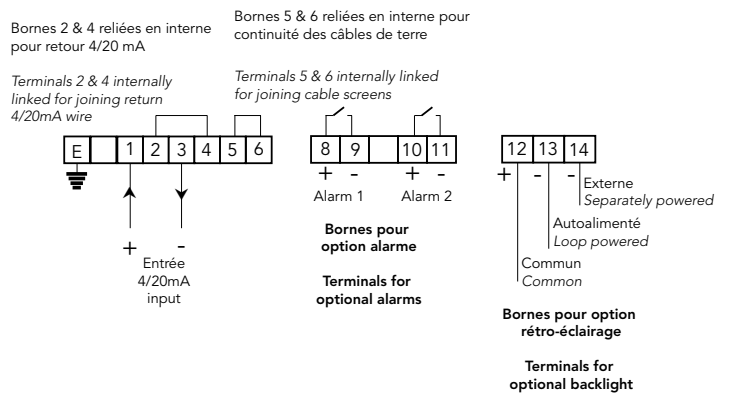 Bornes 2 & 4 reliées en interne
pour retour 4/20 mA
Terminals 2 & 4 internally
linked for joining return
4/20mA wire
Bornes 5 & 6 reliées en interne pour
continuité des câbles de terre
Terminals 5 & 6 internally linked
for joining cable screens
E 1 2 3 4 5 6
+ -
Entrée
4/20mA
input
8 9 10 11
+ - + -
Alarm 1 Alarm 2
Bornes pour
option alarme
Terminals for
optional alarms
12 13 14
+ - -
Externe
Separately powered
Autoalimenté
Loop powered
Commun
Common
Bornes pour option
rétro-éclairage
Terminals for
optional backlight